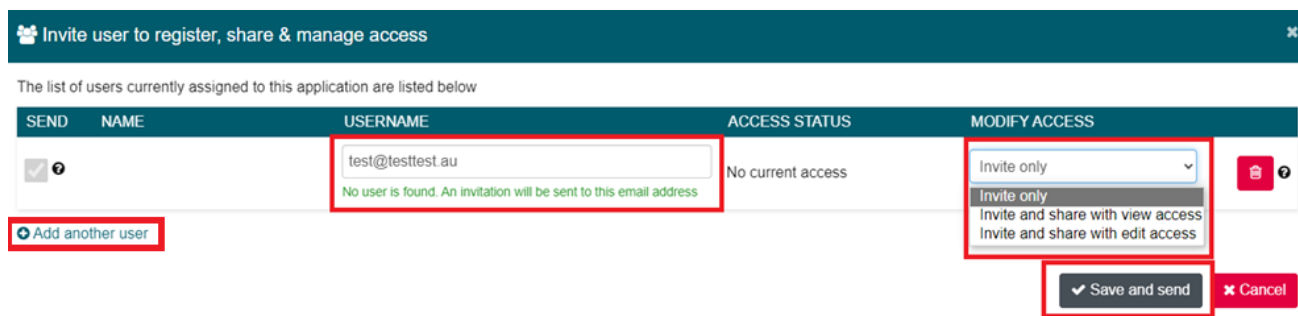 Invite user to register, share & manage access
The list of users currently assigned to this application are listed below
SEND NAME USERNAME ACCESS STATUS MODIFY ACCESS
test@testtest.au No current access Invite only
No user is found. An invitation will be sent to this email address
Invite only
Invite and share with view access
Invite and share with edit access
Add another user
Save and send Cancel